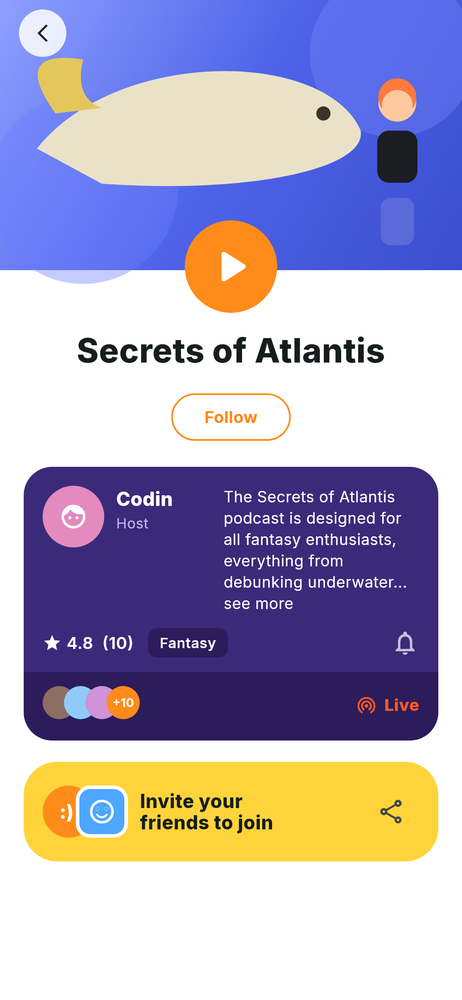 Secrets of Atlantis
Follow
Codin
Host
The Secrets of Atlantis
podcast is designed for
all fantasy enthusiasts,
everything from
debunking underwater...
see more
4.8 (10)
Fantasy
+10
Live
:)
Invite your
friends to join